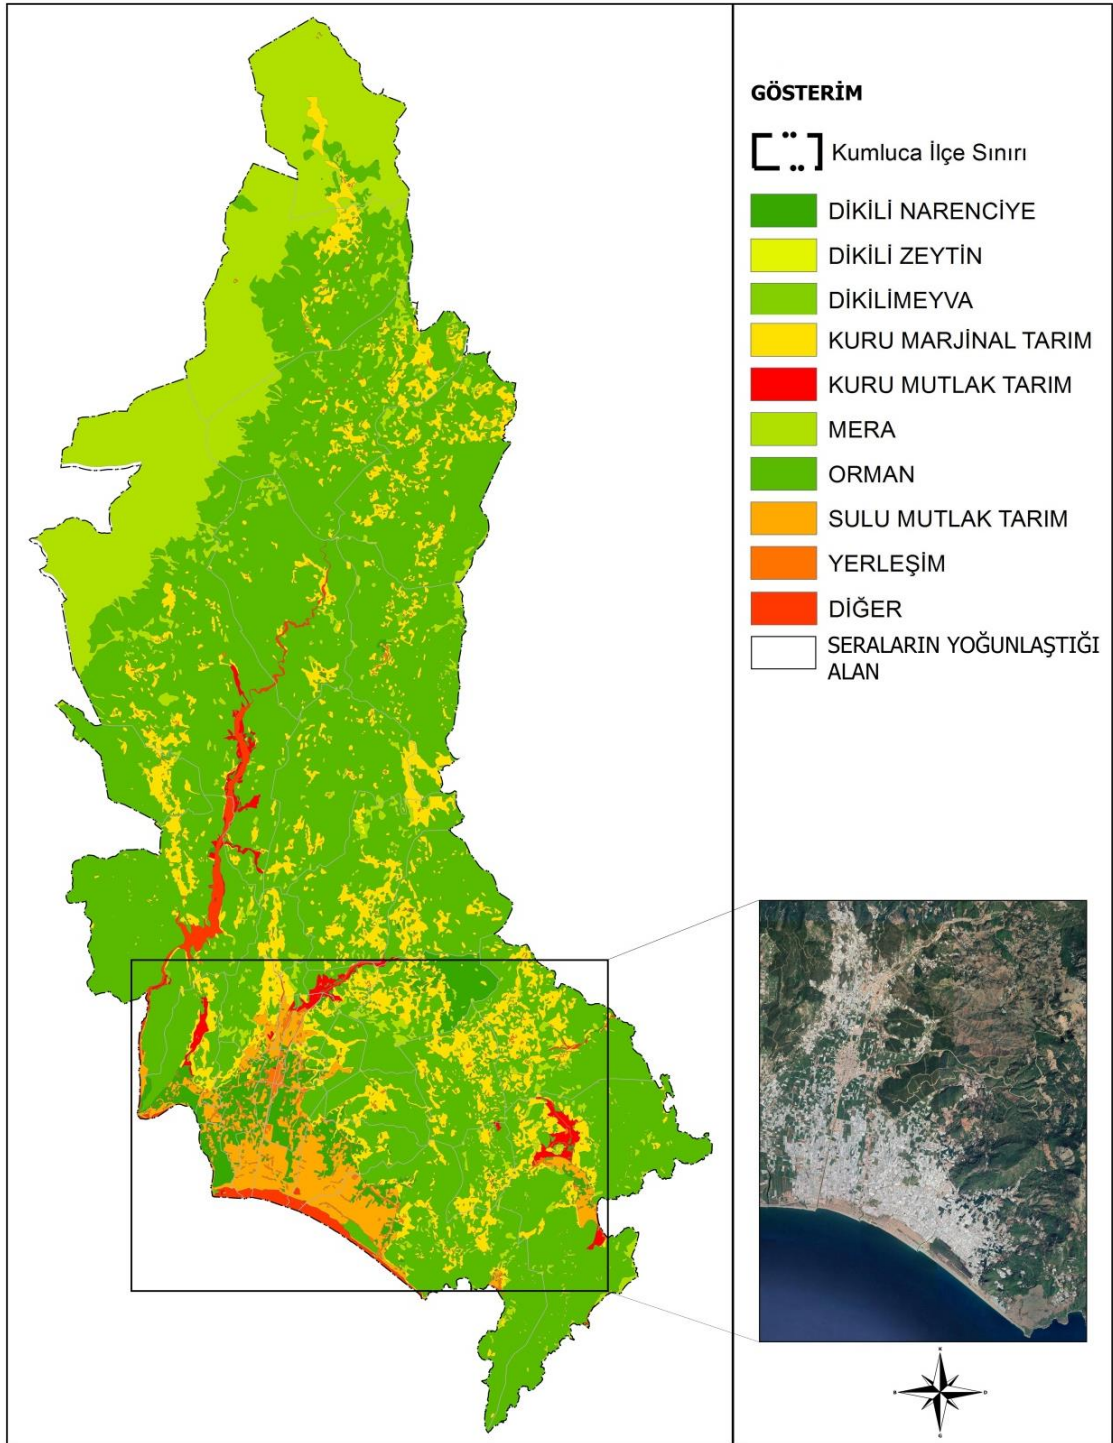 GÖSTERİM
Kumluca İlçe Sınırı
DİKİLİ NARENCİYE
DİKİLİ ZEYTİN
DİKİLİMEYVA
KURU MARJİNAL TARIM
KURU MUTLAK TARIM
MERA
ORMAN
SULU MUTLAK TARIM
YERLEŞİM
DİĞER
SERALARIN YOĞUNLAŞTIĞI
ALAN
K
B
D
G